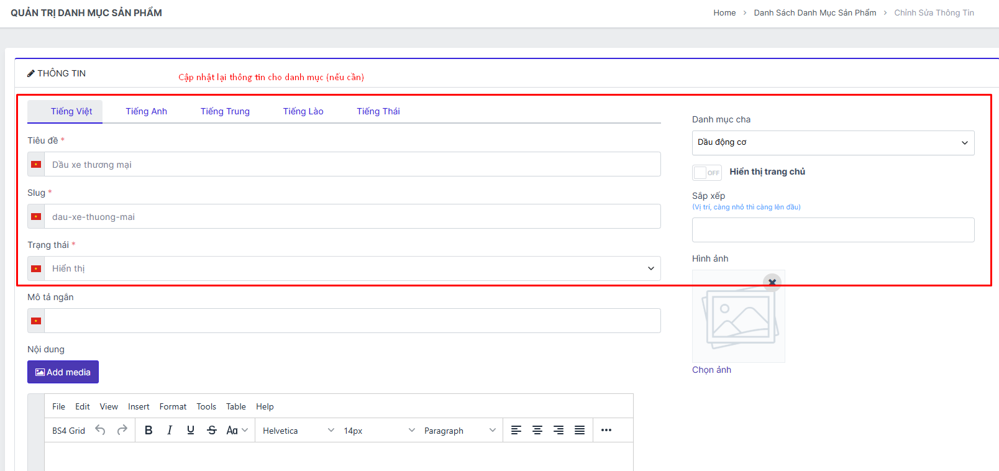 QUẢN TRỊ DANH MỤC SẢN PHẨM
Home > Danh Sách Danh Mục Sản Phẩm > Chỉnh Sửa Thông Tin
THÔNG TIN
Cập nhật lại thông tin cho danh mục (nếu cần)
Tiếng Việt Tiếng Anh Tiếng Trung Tiếng Lào Tiếng Thái
Tiêu đề *
Dầu xe thương mại
Slug *
dau-xe-thuong-mai
Trạng thái *
Hiển thị
Mô tả ngắn
Nội dung
Add media
File Edit View Insert Format Tools Table Help
BS4 Grid B I U S Aa Helvetica 14px Paragraph
Danh mục cha
Dầu động cơ
OFF Hiển thị trang chủ
Sắp xếp
(Vị trí, càng nhỏ thì càng lên đầu)
Hình ảnh
Chọn ảnh